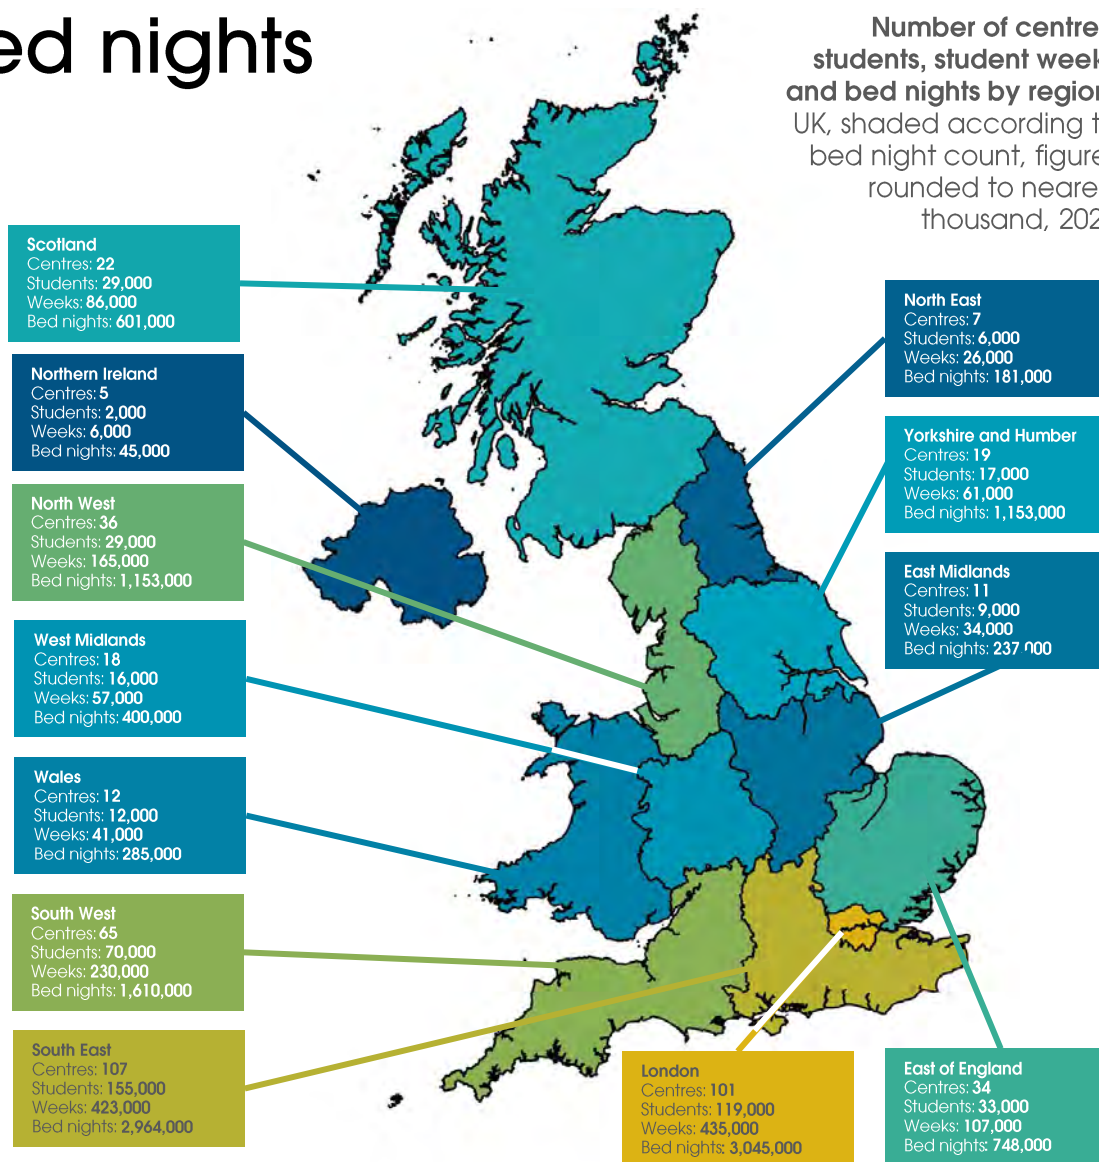 ed nights
Number of centre
students, student week
and bed nights by region
UK, shaded according t
bed night count, figure
rounded to neare
thousand, 202
Scotland
Centres: 22
Students: 29,000
Weeks: 86,000
Bed nights: 601,000
Northern Ireland
Centres: 5
Students: 2,000
Weeks: 6,000
Bed nights: 45,000
North West
Centres: 36
Students: 29,000
Weeks: 165,000
Bed nights: 1,153,000
West Midlands
Centres: 18
Students: 16,000
Weeks: 57,000
Bed nights: 400,000
Wales
Centres: 12
Students: 12,000
Weeks: 41,000
Bed nights: 285,000
South West
Centres: 65
Students: 70,000
Weeks: 230,000
Bed nights: 1,610,000
South East
Centres: 107
Students: 155,000
Weeks: 423,000
Bed nights: 2,964,000
North East
Centres: 7
Students: 6,000
Weeks: 26,000
Bed nights: 181,000
Yorkshire and Humber
Centres: 19
Students: 17,000
Weeks: 61,000
Bed nights: 1,153,000
East Midlands
Centres: 11
Students: 9,000
Weeks: 34,000
Bed nights: 237 000
London
Centres: 101
Students: 119,000
Weeks: 435,000
Bed nights: 3,045,000
East of England
Centres: 34
Students: 33,000
Weeks: 107,000
Bed nights: 748,000